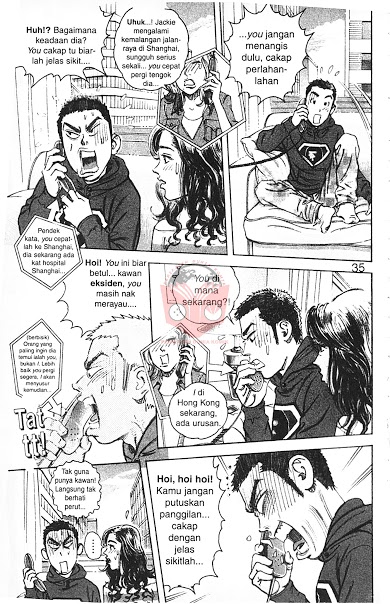 ...you jangan
menangis
dulu, cakap
perlahan-
lahan
Uhuk...! Jackie
mengalami
kemalangan jalan-
raya di Shanghai,
sungguh serius
sekali... you cepat
pergi tengok
dia...
Huh!? Bagaimana
keadaan dia?
You cakap tu biar-
lah jelas sikit....
35
You di
mana
sekarang?!
I di
Hong Kong
sekarang,
ada urusan.
Hoi! You ini biar
betul... kawan
eksiden, you
masih nak
merayau....
Pendek
kata, you cepat-
lah ke Shanghai,
dia sekarang ada
kat hospital
Shanghai...
(berbisik)
Orang yang
paling ingin dia
temui ialah you
bukan I. Lebih
baik you pergi
segera. I akan
menyusur
kemudian...
Tat
tt!
Hoi, hoi hoi!
Kamu jangan
putuskan
panggilan...
cakap
dengan
jelas
sikitlah...
Tak guna
punya kawan!
Langsung tak
berhati
perut...
...